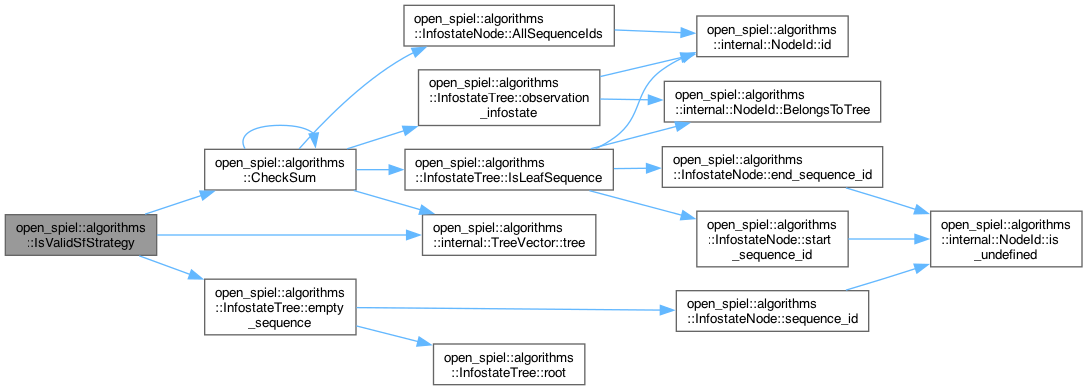 open_spiel::algorithms
::IsValidSfStrategy
open_spiel::algorithms
::CheckSum
open_spiel::algorithms
::InfostateTree::empty
_sequence
open_spiel::algorithms
::InfostateNode::AllSequenceIds
open_spiel::algorithms
::InfostateTree::observation
_infostate
open_spiel::algorithms
::InfostateTree::IsLeafSequence
open_spiel::algorithms
::internal::TreeVector::tree
open_spiel::algorithms
::InfostateTree::root
open_spiel::algorithms
::internal::NodeId::id
open_spiel::algorithms
::internal::NodeId::BelongsToTree
open_spiel::algorithms
::InfostateNode::end_sequence_id
open_spiel::algorithms
::InfostateNode::start
_sequence_id
open_spiel::algorithms
::InfostateNode::sequence_id
open_spiel::algorithms
::internal::NodeId::is
_undefined